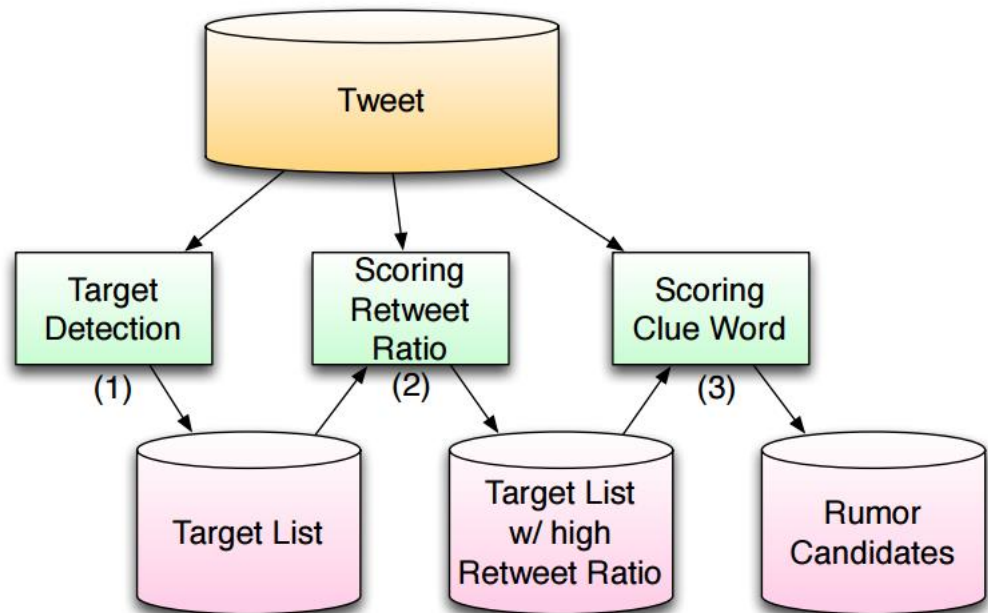 Tweet
Target
Detection
(1)
Scoring
Retweet
Ratio
(2)
Scoring
Clue Word
(3)
Target List
Target List
w/ high
Retweet Ratio
Rumor
Candidates